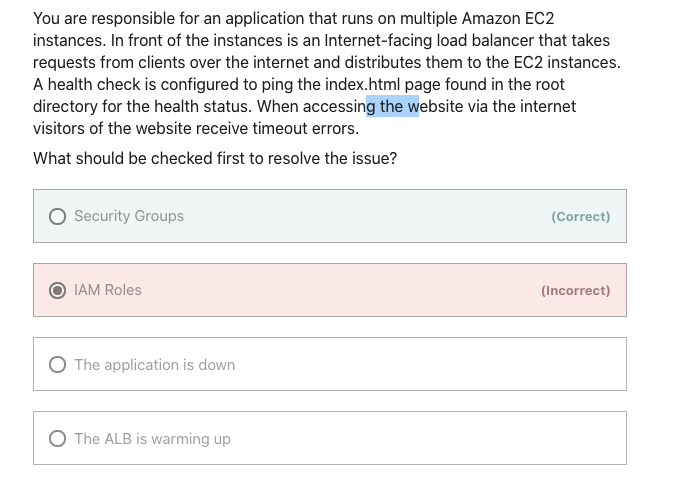 You are responsible for an application that runs on multiple Amazon EC2
instances. In front of the instances is an Internet-facing load balancer that takes
requests from clients over the internet and distributes them to the EC2 instances.
A health check is configured to ping the index.html page found in the root
directory for the health status. When accessing the website via the internet
visitors of the website receive timeout errors.
What should be checked first to resolve the issue?
Security Groups (Correct)
IAM Roles (Incorrect)
The application is down
The ALB is warming up